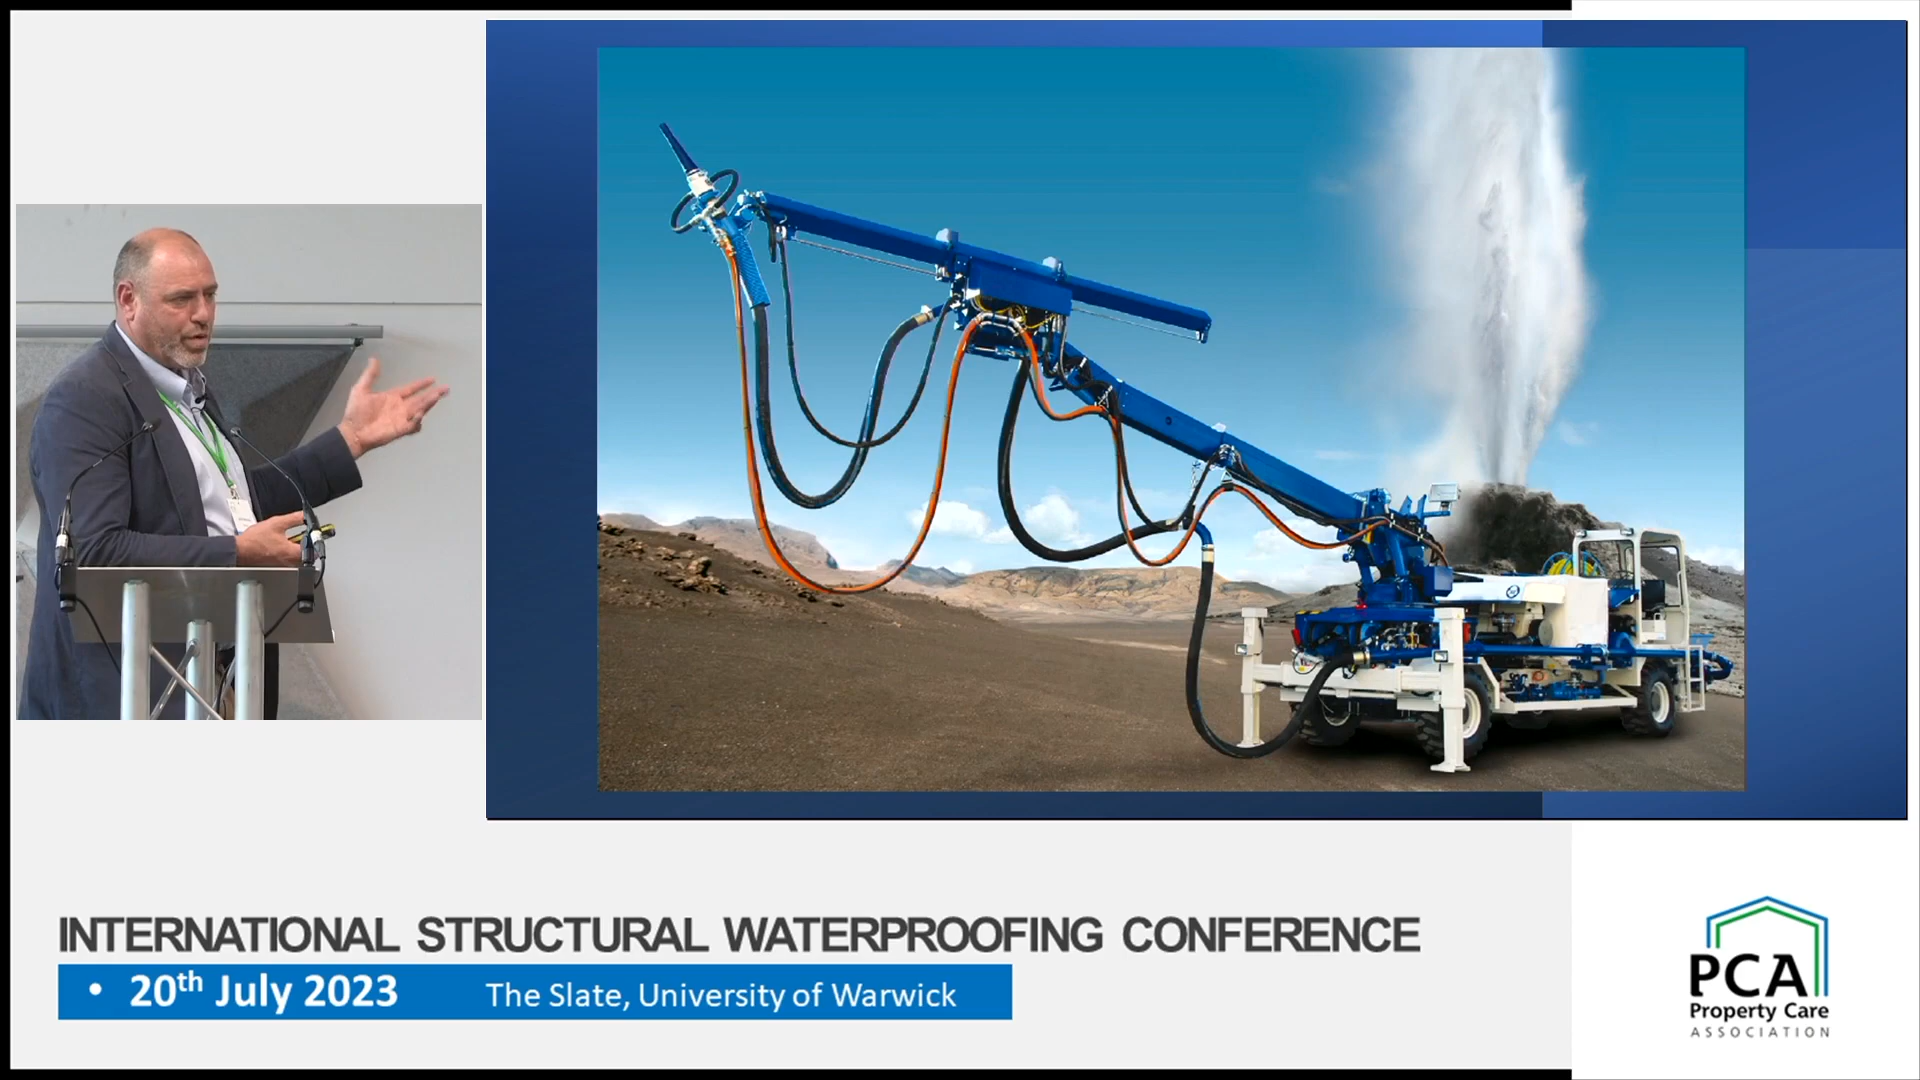 INTERNATIONAL STRUCTURAL WATERPROOFING CONFERENCE
• 20th July 2023
The Slate, University of Warwick
PCA
Property Care
ASSOCIATION